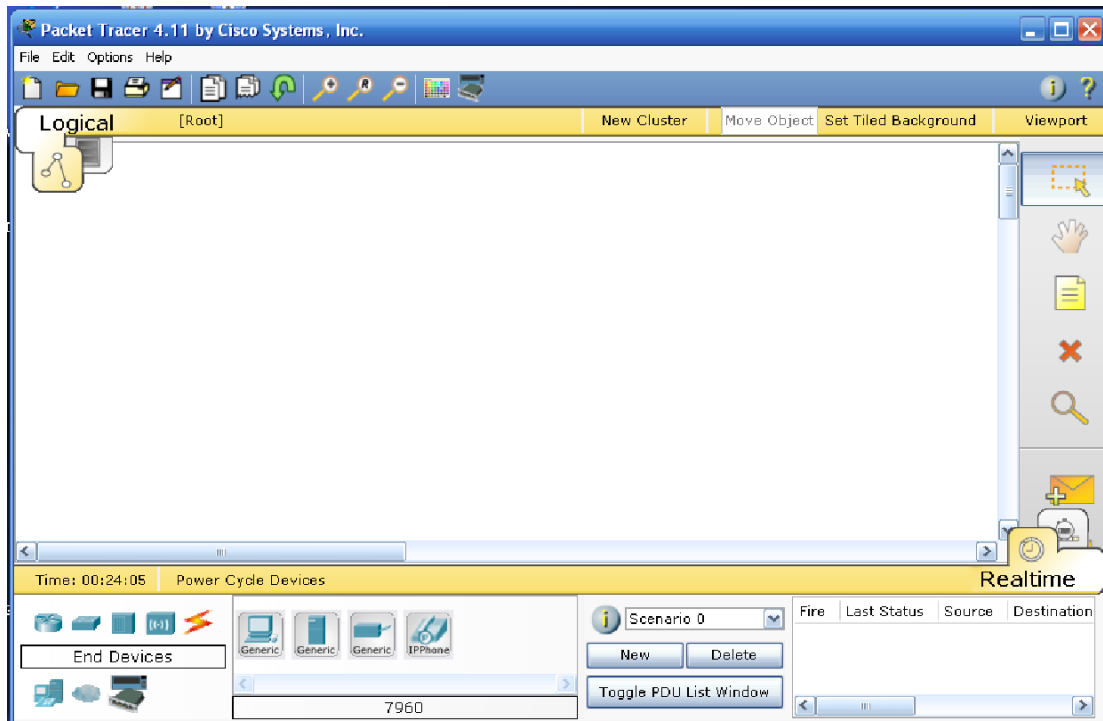 Packet Tracer 4.11 by Cisco Systems, Inc.
File Edit Options Help
Logical [Root] New Cluster Move Object Set Tiled Background Viewport
Time: 00:24:05 Power Cycle Devices Realtime
Scenario 0 Fire Last Status Source Destination
Generic Generic Generic IPPhone
End Devices New Delete
Toggle PDU List Window
7960